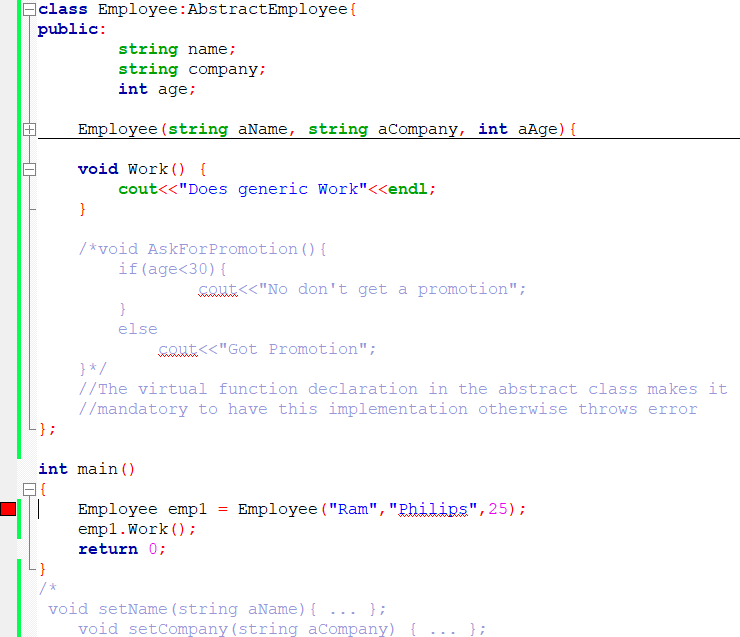 class Employee:AbstractEmployee{
public:
        string name;
        string company;
        int age;

    Employee(string aName, string aCompany, int aAge){

    void Work() {
        cout<<"Does generic Work"<<endl;
    }

    /*void AskForPromotion(){
        if(age<30){
                cout<<"No don't get a promotion";
        }
        else
            cout<<"Got Promotion";
    }*/
    //The virtual function declaration in the abstract class makes it
    //mandatory to have this implementation otherwise throws error
};

int main()
{
    Employee emp1 = Employee("Ram","Philips",25);
    emp1.Work();
    return 0;
}
/*
 void setName(string aName){ ... };
    void setCompany(string aCompany) { ... };